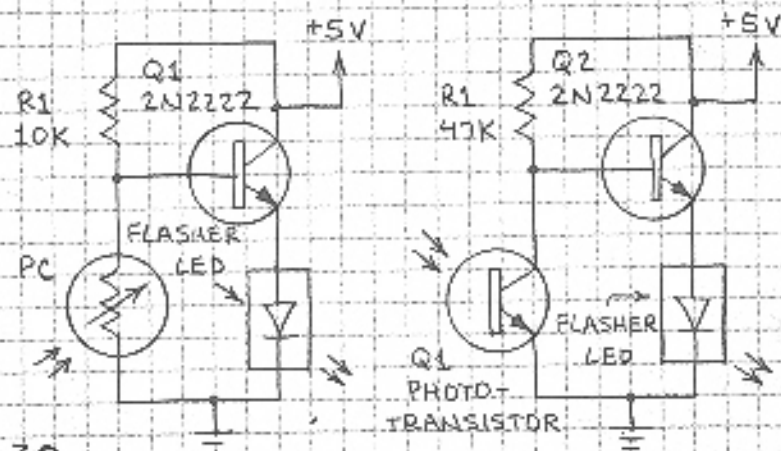 +5V
Q1
2N2222
R1
10K
FLASHER
LED
PC
+5V
Q2
2N2222
R1
47K
FLASHER
LED
Q1
PHOTO-
TRANSISTOR